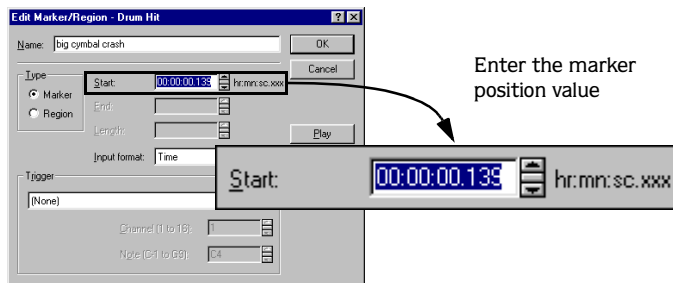 Edit Marker/Region - Drum Hit
Name: big cymbal crash
OK
Type
Start: 00:00:00.139 hr:mn:sc.xxx
Cancel
Marker
End:
Region
Length:
Play
Input format: Time
Trigger
(None)
Channel (1 to 16): 1
Note (C-1 to G9): C4
Enter the marker
position value
Start: 00:00:00.139 hr:mn:sc.xxx